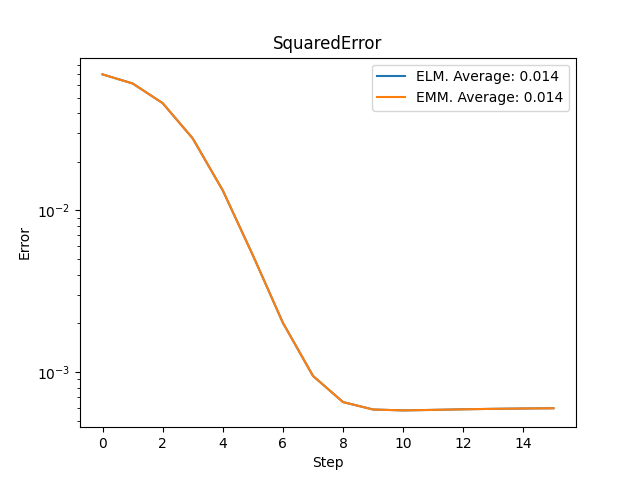 SquaredError
ELM. Average: 0.014
EMM. Average: 0.014
10⁻²
10⁻³
Error
0 2 4 6 8 10 12 14
Step